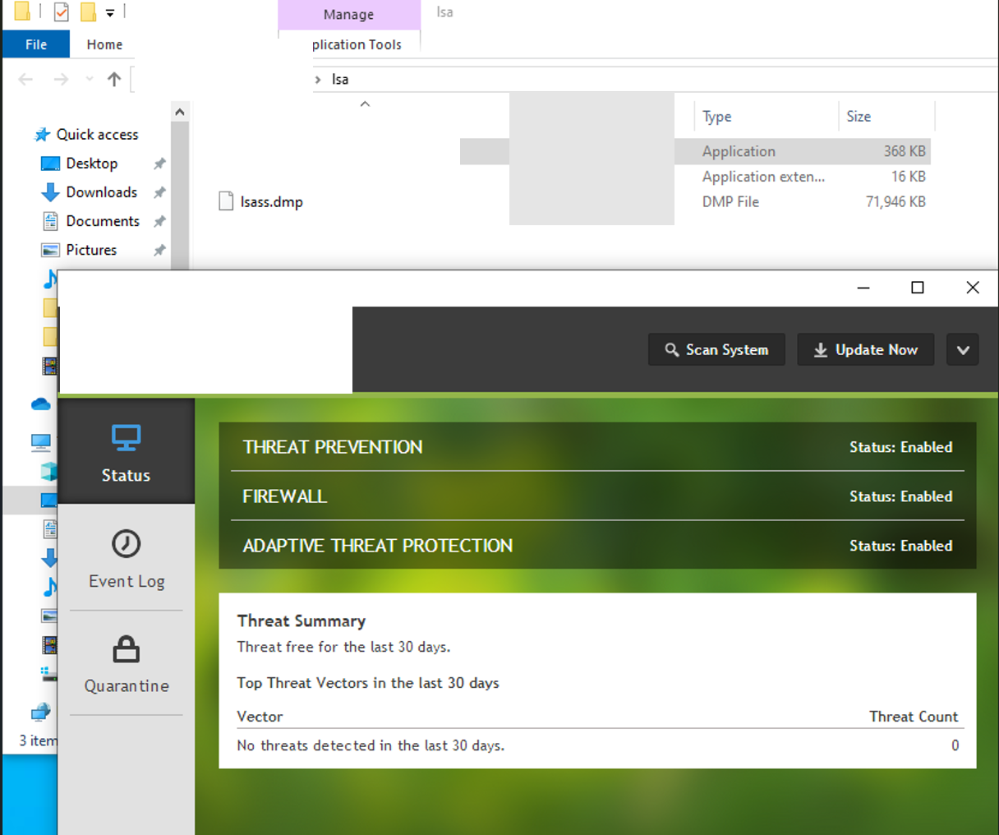 Manage
lsa
File
Home
plication Tools
lsa
Type
Size
Quick access
Application
368 KB
Desktop
Application exten...
16 KB
Downloads
lsass.dmp
DMP File
71,946 KB
Documents
Pictures
Scan System
Update Now
Status
THREAT PREVENTION
Status: Enabled
FIREWALL
Status: Enabled
ADAPTIVE THREAT PROTECTION
Status: Enabled
Event Log
Threat Summary
Threat free for the last 30 days.
Quarantine
Top Threat Vectors in the last 30 days
Vector
Threat Count
3 item
No threats detected in the last 30 days.
0